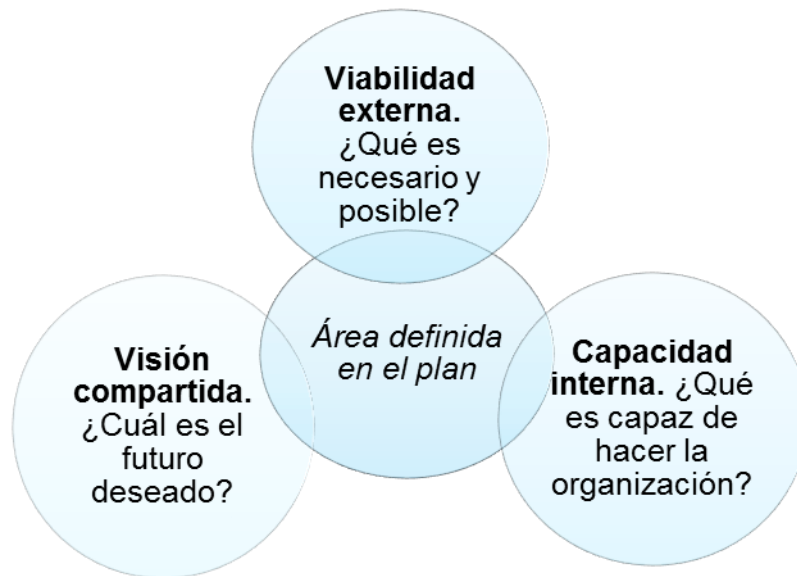 Viabilidad
externa.
¿Qué es
necesario y
posible?
Área definida
en el plan
Visión
compartida.
¿Cuál es el
futuro
deseado?
Capacidad
interna. ¿Qué
es capaz de
hacer la
organización?